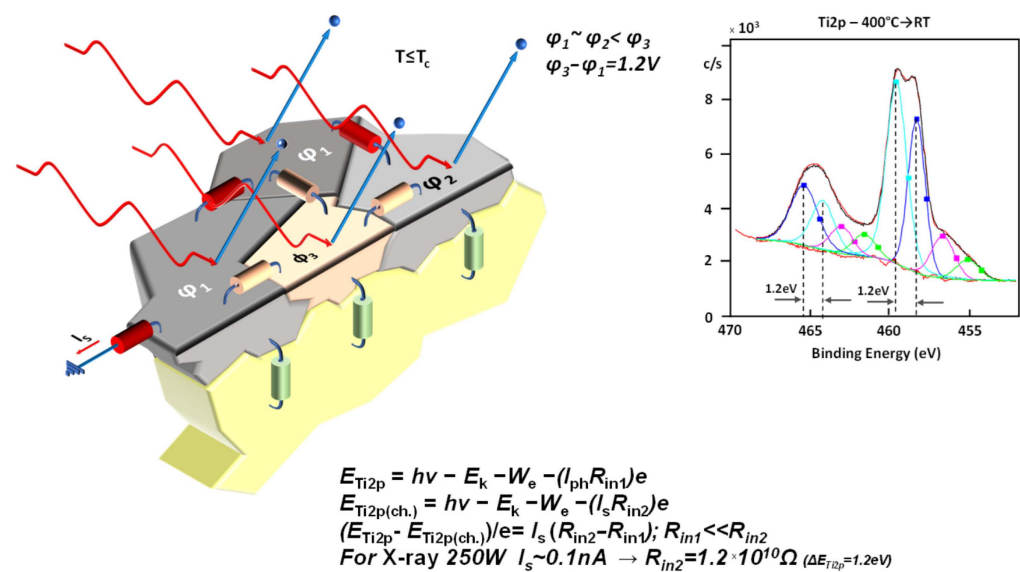 T≤Tc
φ1 ~ φ2 < φ3
φ3–φ1=1.2V
φ1
φ2
φ3
φ1
Is
Ti2p – 400°C→RT
× 10³
c/s
8
6
4
2
0
1.2eV
1.2eV
470
465
460
455
Binding Energy (eV)
ETi2p = hν – Ek – We –(IphRin1)e
ETi2p(ch.) = hν – Ek – We –(IsRin2)e
(ETi2p- ETi2p(ch.))/e= Is (Rin2–Rin1); Rin1<<Rin2
For X-ray 250W Is~0.1nA → Rin2=1.2 ×10¹⁰Ω (ΔETi2p=1.2eV)